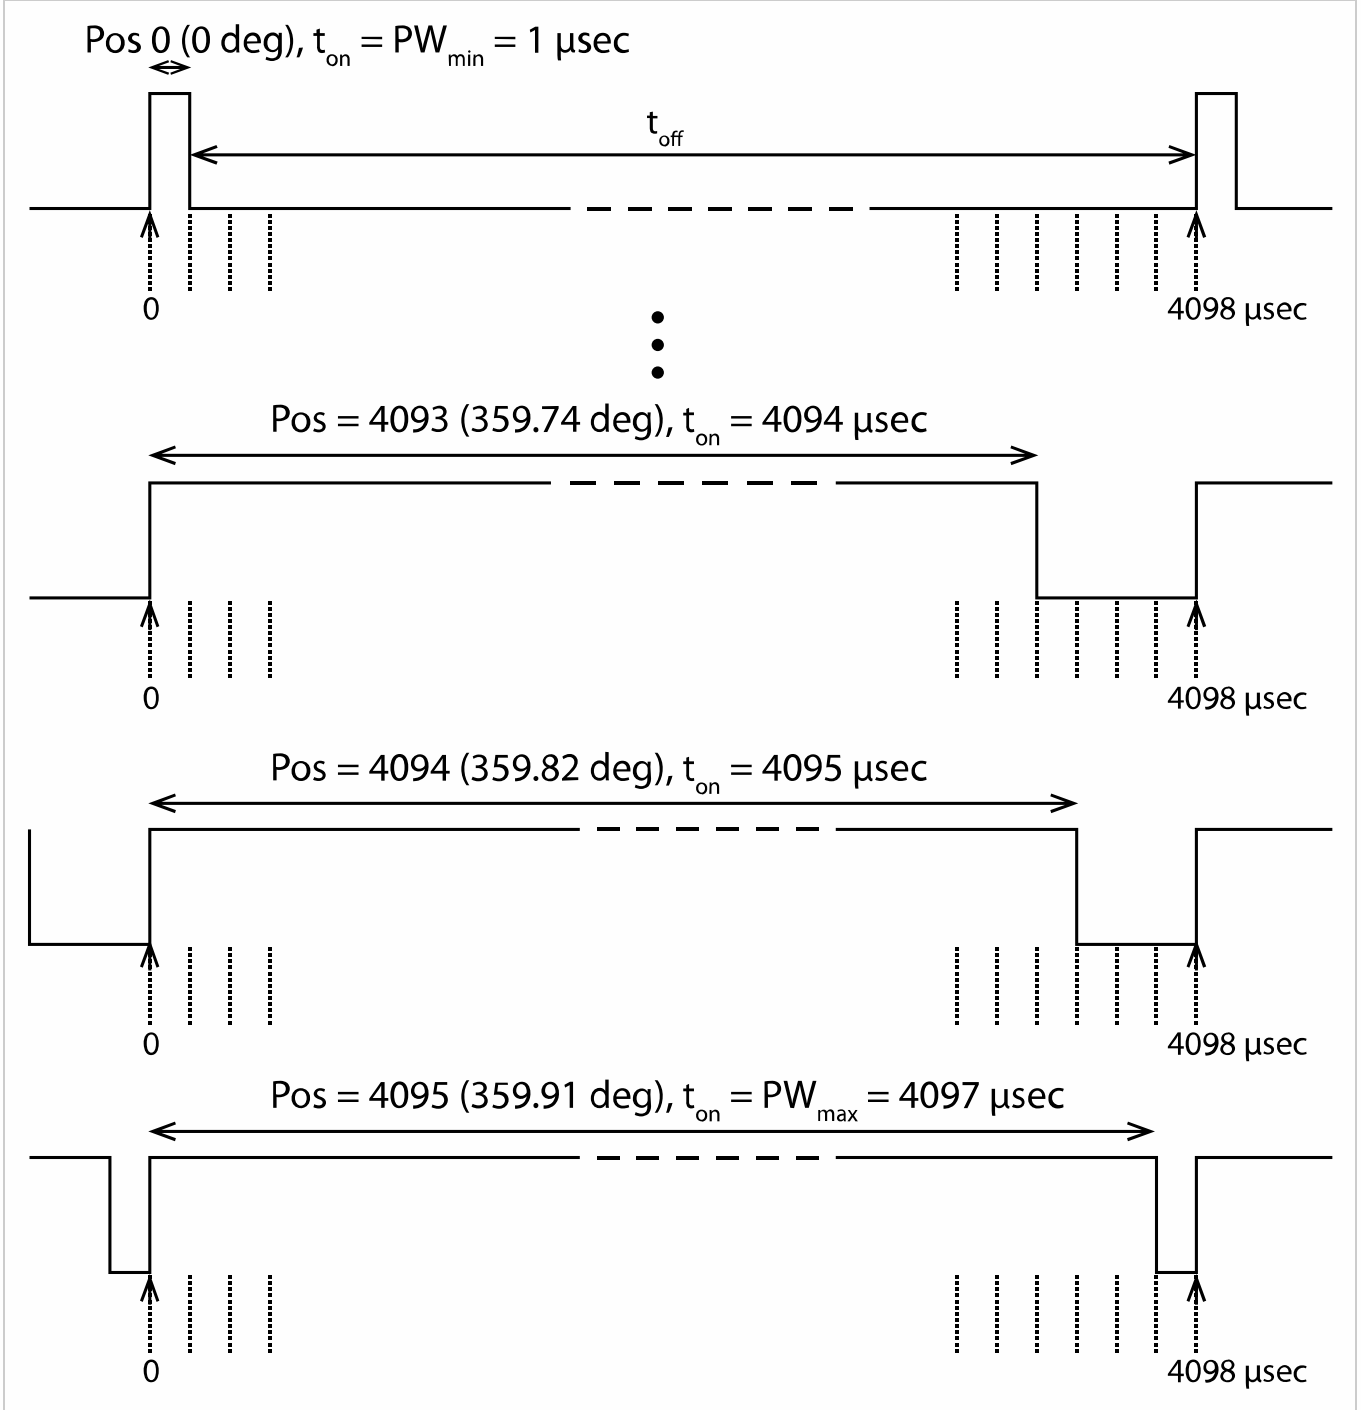 Pos 0 (0 deg), ton = PWmin = 1 µsec
toff
0 4098 µsec
Pos = 4093 (359.74 deg), ton = 4094 µsec
0 4098 µsec
Pos = 4094 (359.82 deg), ton = 4095 µsec
0 4098 µsec
Pos = 4095 (359.91 deg), ton = PWmax = 4097 µsec
0 4098 µsec